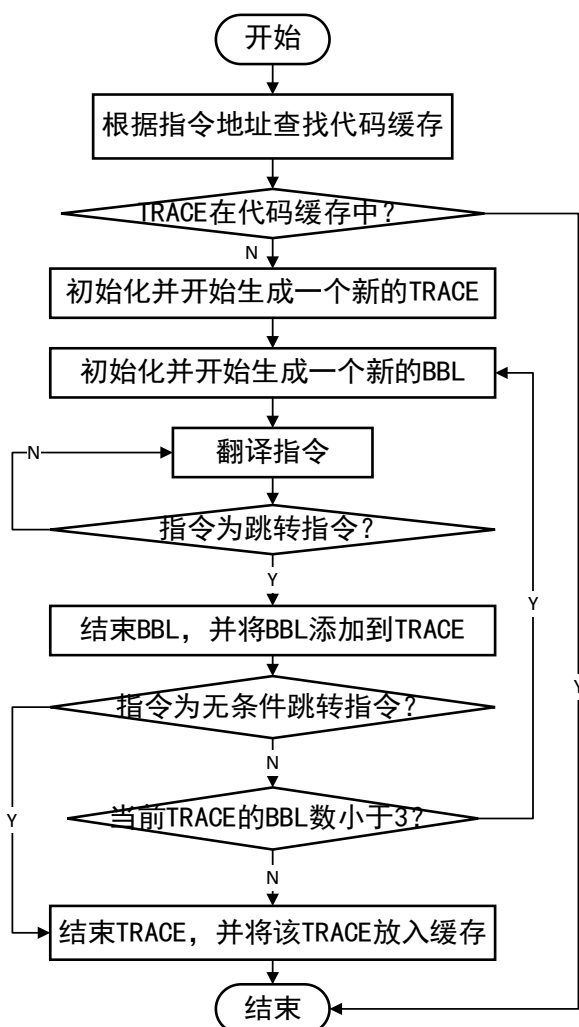 开始
根据指令地址查找代码缓存
TRACE在代码缓存中？
N
初始化并开始生成一个新的TRACE
初始化并开始生成一个新的BBL
N
翻译指令
指令为跳转指令？
Y
Y
结束BBL，并将BBL添加到TRACE
Y
指令为无条件跳转指令？
N
Y
当前TRACE的BBL数小于3？
N
结束TRACE，并将该TRACE放入缓存
结束